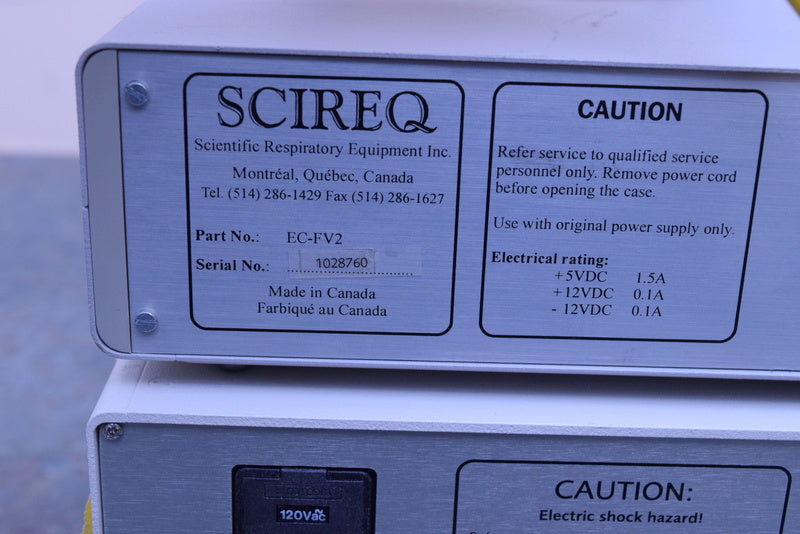 SCIREQ
Scientific Respiratory Equipment Inc.
Montréal, Québec, Canada
Tel. (514) 286-1429 Fax (514) 286-1627
Part No.: EC-FV2
Serial No.: 1028760
Made in Canada
Farbiqué au Canada
CAUTION
Refer service to qualified service
personnel only. Remove power cord
before opening the case.
Use with original power supply only.
Electrical rating:
+5VDC 1.5A
+12VDC 0.1A
- 12VDC 0.1A
120Vac
CAUTION:
Electric shock hazard!